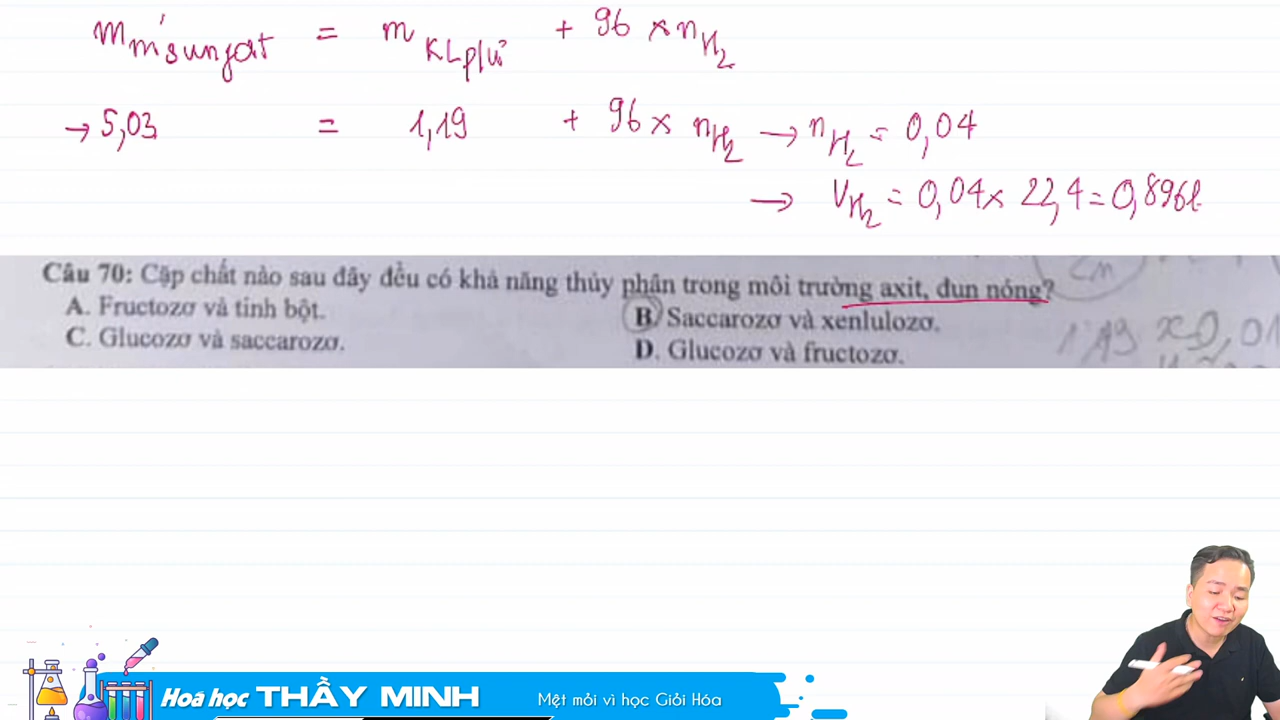 m muối sunfat = m KLpứ + 96 × nH2
→ 5,03 = 1,19 + 96 × nH2 → nH2 = 0,04
→ VH2 = 0,04 × 22,4 = 0,896l
Câu 70: Cặp chất nào sau đây đều có khả năng thủy phân trong môi trường axit, đun nóng?
A. Fructozơ và tinh bột.
B. Saccarozơ và xenlulozơ.
C. Glucozơ và saccarozơ.
D. Glucozơ và fructozơ.
Hoá học THẦY MINH
Mệt mỏi vì học Giỏi Hóa